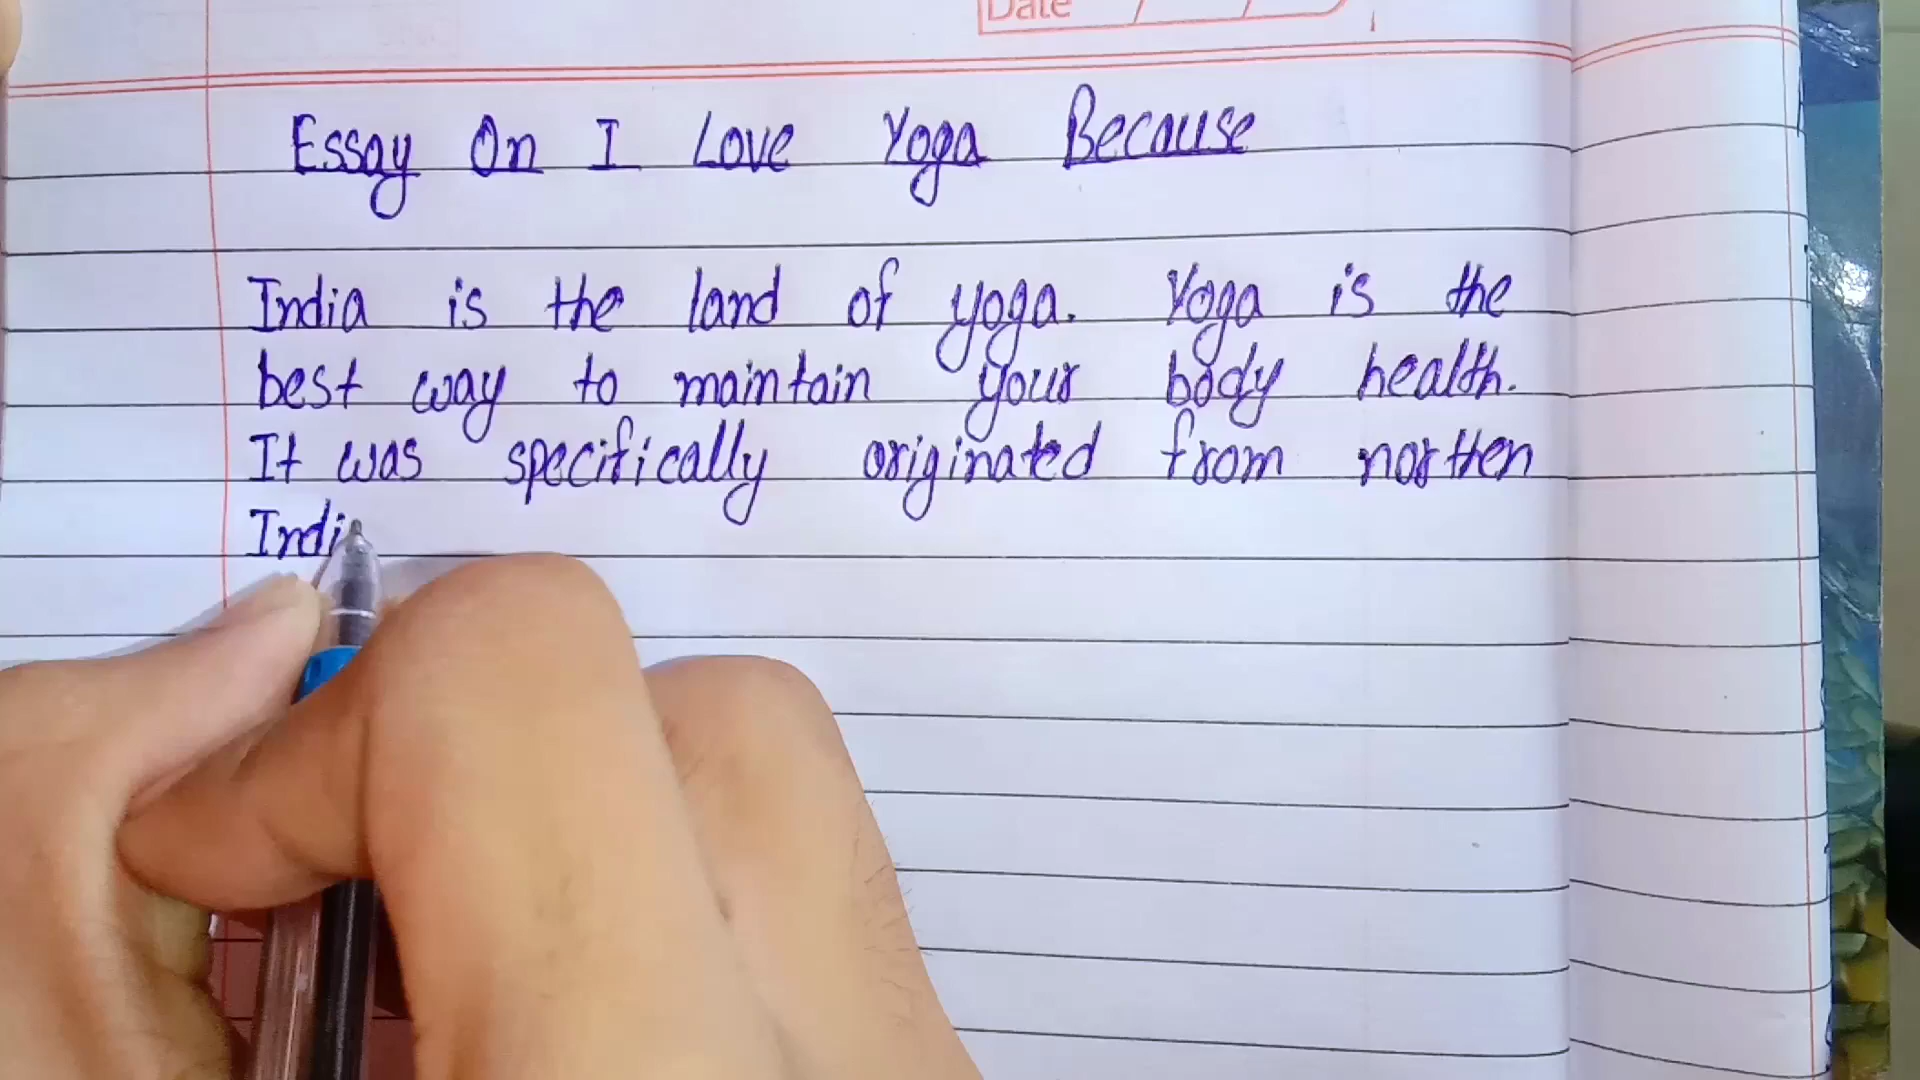 Date / /
Essay On I Love Yoga Because
India is the land of yoga. Yoga is the
best way to maintain your body health.
It was specifically originated from northen
Indi